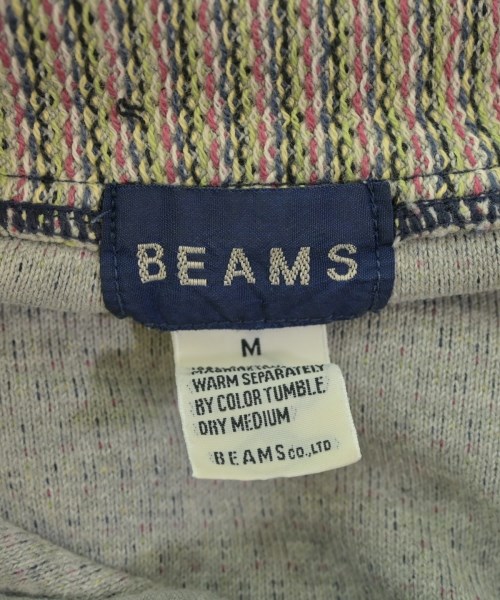 BEAMS
M
WARM SEPARATELY
BY COLOR TUMBLE
DRY MEDIUM
BEAMS CO., LTD